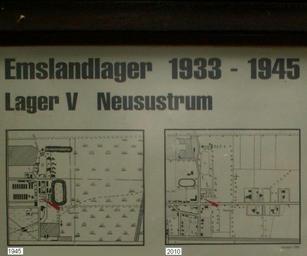 Emslandlager 1933 - 1945
Lager V Neusustrum
1945
2010